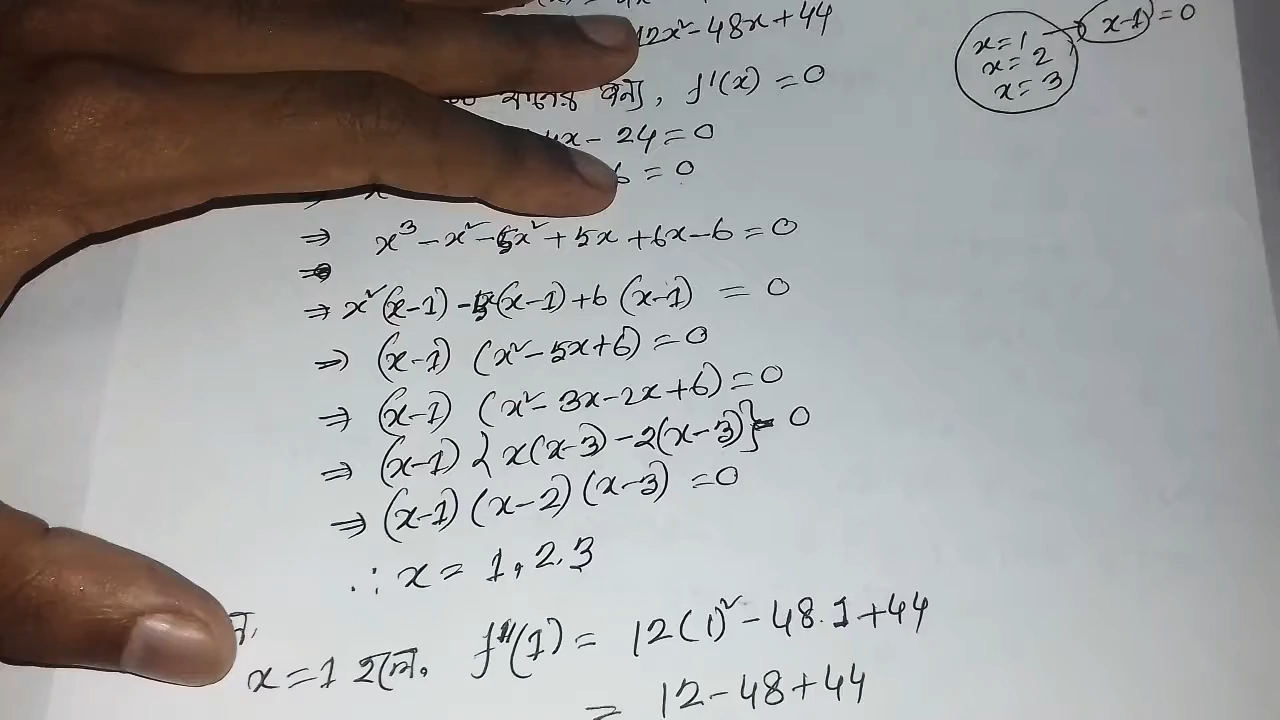 12x² - 48x + 44
x = 1 → x-1 = 0
x = 2
x = 3
জন্য, f'(x) = 0
4x - 24 = 0
6 = 0
⇒ x³ - x² - 5x² + 5x + 6x - 6 = 0
⇒
⇒ x² (x-1) - 5x(x-1) + 6 (x-1) = 0
⇒ (x-1) (x² - 5x + 6) = 0
⇒ (x-1) (x² - 3x - 2x + 6) = 0
⇒ (x-1) { x(x-3) - 2(x-3)} = 0
⇒ (x-1) (x-2) (x-3) = 0
∴ x = 1, 2, 3
x = 1 হলে, f''(1) = 12(1)² - 48.1 + 44
= 12 - 48 + 44